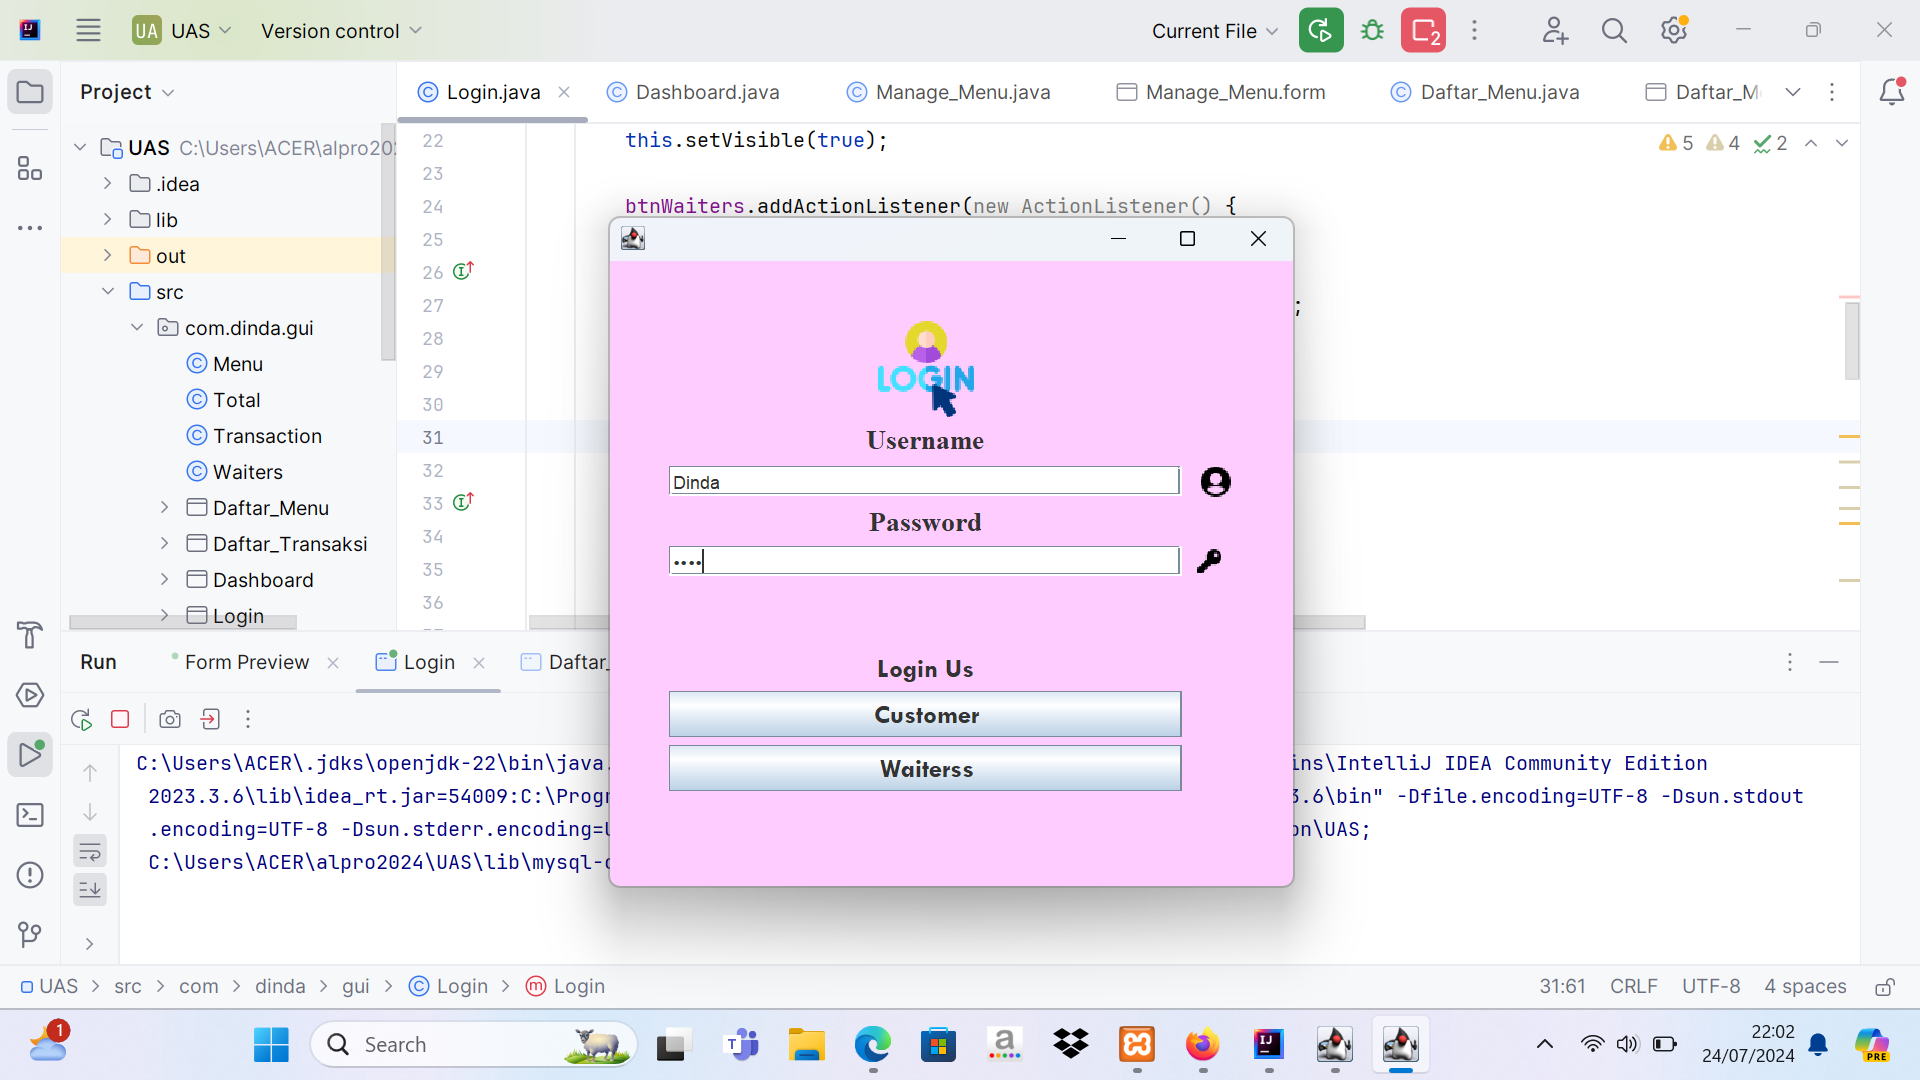 UA UAS Version control Current File 2
Project Login.java Dashboard.java Manage_Menu.java Manage_Menu.form Daftar_Menu.java Daftar_M
UAS C:\Users\ACER\alpro20
.idea
lib
out
src
com.dinda.gui
Menu
Total
Transaction
Waiters
Daftar_Menu
Daftar_Transaksi
Dashboard
Login
22 this.setVisible(true);
5 4 2
23
24 btnWaiters.addActionListener(new ActionListener() {
25
26
27 ;
28
29
30
31
32
33
34
35
36
LOGIN
Username
Dinda
Password
Login Us
Customer
Waiterss
Run Form Preview Login Daftar_
C:\Users\ACER\.jdks\openjdk-22\bin\java. ins\IntelliJ IDEA Community Edition
2023.3.6\lib\idea_rt.jar=54009:C:\Progr 3.6\bin" -Dfile.encoding=UTF-8 -Dsun.stdout
.encoding=UTF-8 -Dsun.stderr.encoding=U on\UAS;
C:\Users\ACER\alpro2024\UAS\lib\mysql-c
UAS > src > com > dinda > gui > Login > Login 31:61 CRLF UTF-8 4 spaces
1 Search 22:02
24/07/2024
PRE